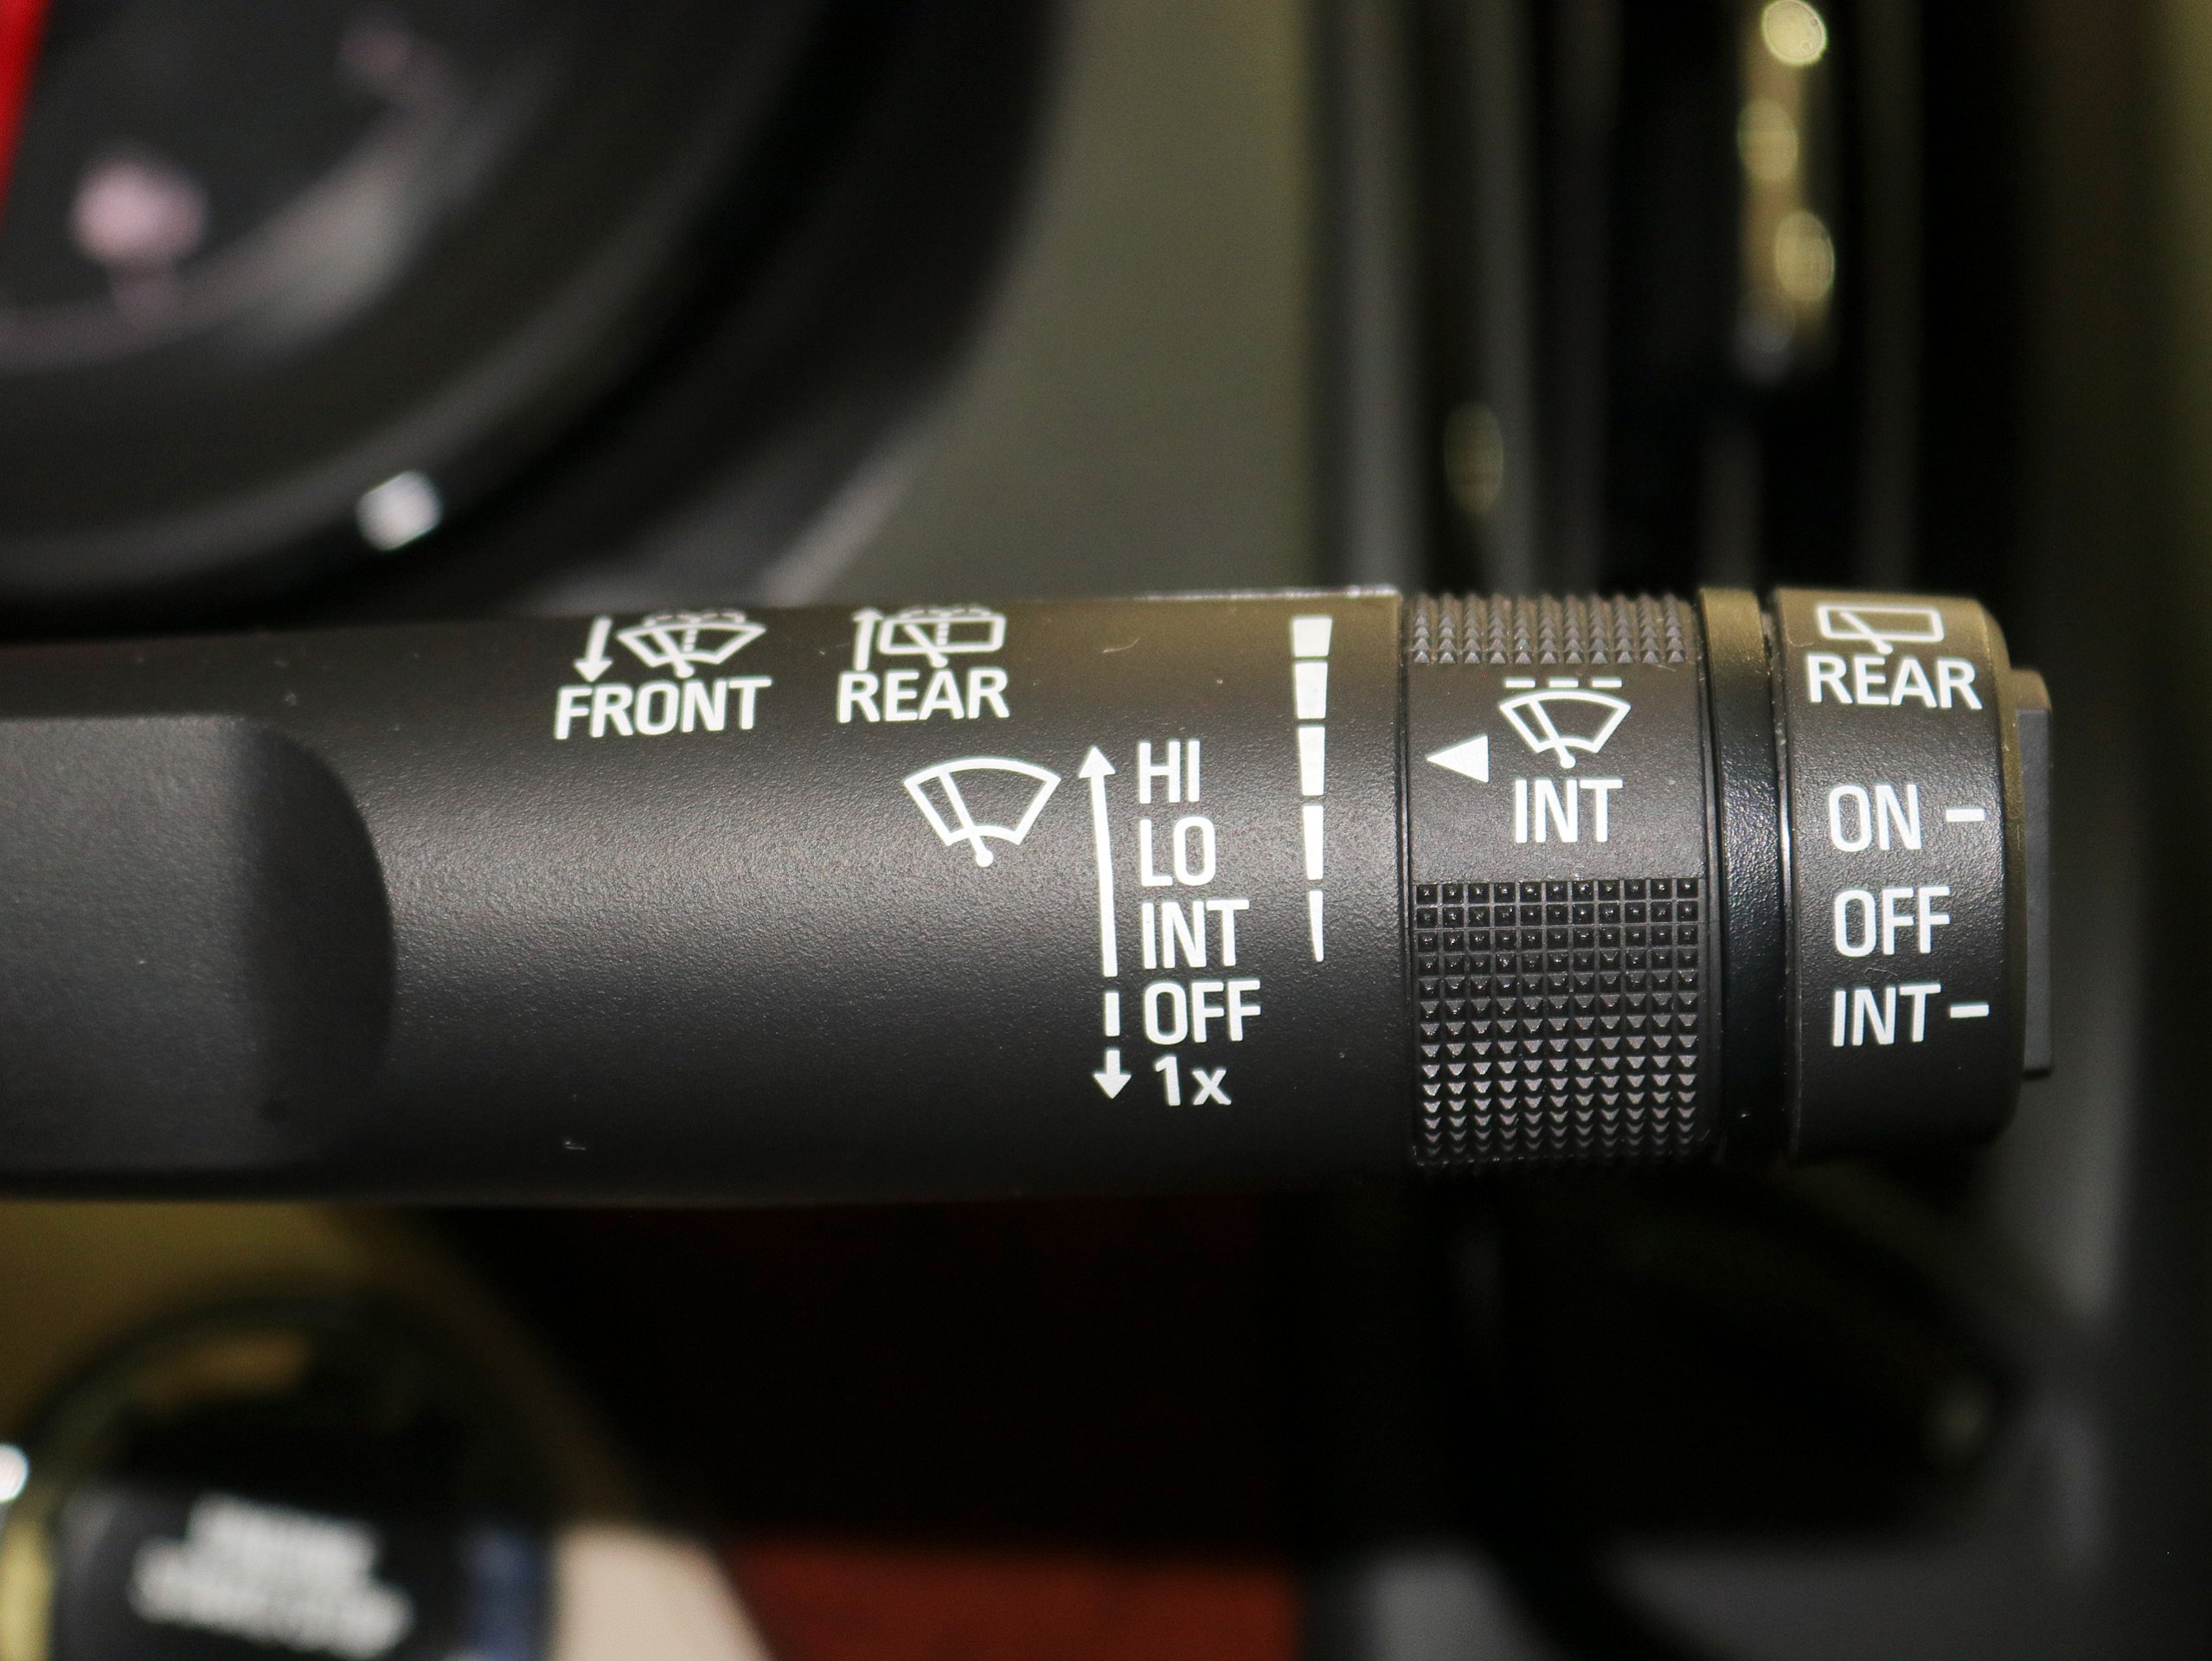 FRONT
REAR
HI
LO
INT
OFF
1x
INT
REAR
ON
OFF
INT